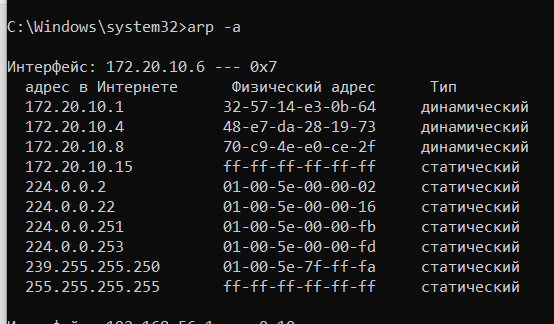 C:\Windows\system32>arp -a
Интерфейс: 172.20.10.6 --- 0x7
адрес в Интернете Физический адрес Тип
172.20.10.1 32-57-14-e3-0b-64 динамический
172.20.10.4 48-e7-da-28-19-73 динамический
172.20.10.8 70-c9-4e-e0-ce-2f динамический
172.20.10.15 ff-ff-ff-ff-ff-ff статический
224.0.0.2 01-00-5e-00-00-02 статический
224.0.0.22 01-00-5e-00-00-16 статический
224.0.0.251 01-00-5e-00-00-fb статический
224.0.0.253 01-00-5e-00-00-fd статический
239.255.255.250 01-00-5e-7f-ff-fa статический
255.255.255.255 ff-ff-ff-ff-ff-ff статический